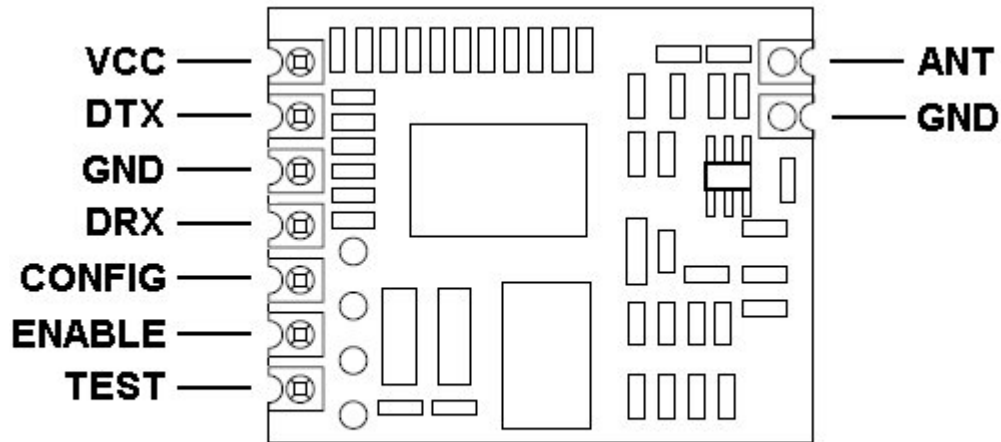 VCC
DTX
GND
DRX
CONFIG
ENABLE
TEST
ANT
GND